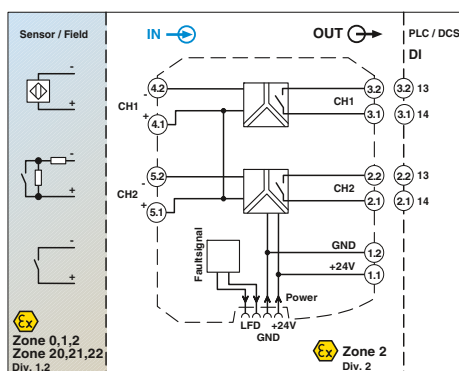 Sensor / Field
IN
OUT
PLC / DCS
DI
-
+
4.2
-
CH1
+
4.1
3.2
CH1
3.1
3.2 13
3.1 14
-
+
5.2
-
CH2
+
5.1
2.2
CH2
2.1
2.2 13
2.1 14
-
+
Faultsignal
GND
1.2
+24V
1.1
Power
LFD
+24V
GND
Ex
Zone 0,1,2
Zone 20,21,22
Div. 1,2
Ex
Zone 2
Div. 2